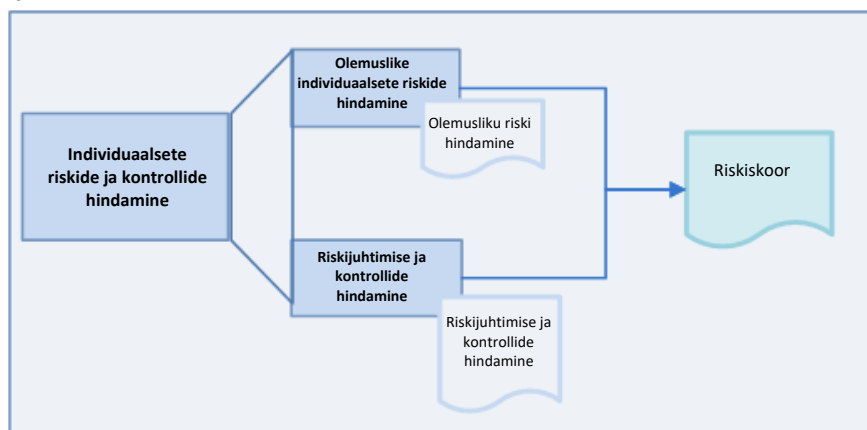 Individuaalsete
riskide ja kontrollide
hindamine
Olemuslike
individuaalsete riskide
hindamine
Olemusliku riski
hindamine
Riskijuhtimise ja
kontrollide
hindamine
Riskijuhtimise ja
kontrollide
hindamine
Riskiskoor